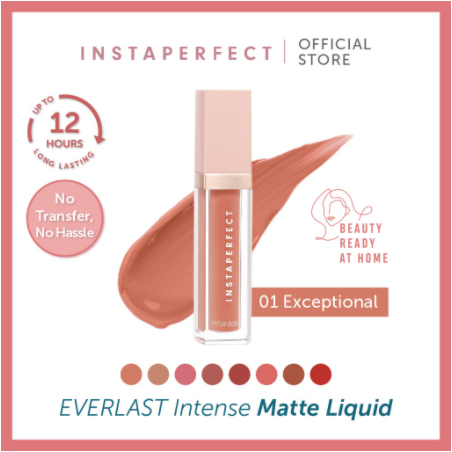 INSTAPERFECT
OFFICIAL
STORE
UP TO
12
HOURS
LONG LASTING
No
Transfer,
No Hassle
INSTAPERFECT
Wardah
BEAUTY
READY
AT HOME
01 Exceptional
EVERLAST Intense Matte Liquid